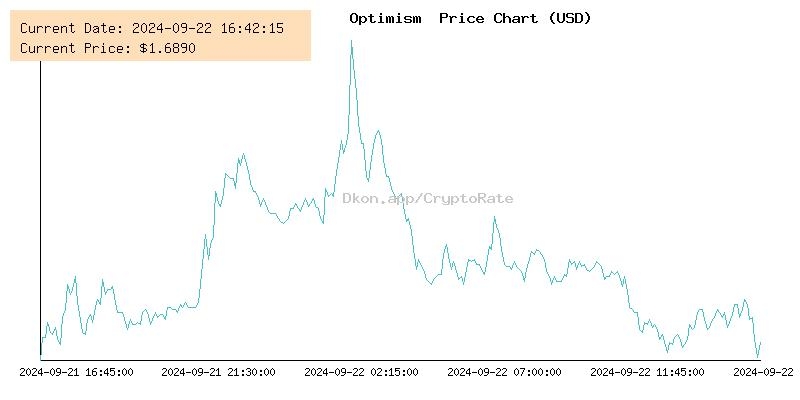 Optimism  Price Chart (USD)
Current Date: 2024-09-22 16:42:15
Current Price: $1.6890
Dkon.app/CryptoRate
2024-09-21 16:45:00 2024-09-21 21:30:00 2024-09-22 02:15:00 2024-09-22 07:00:00 2024-09-22 11:45:00 2024-09-22